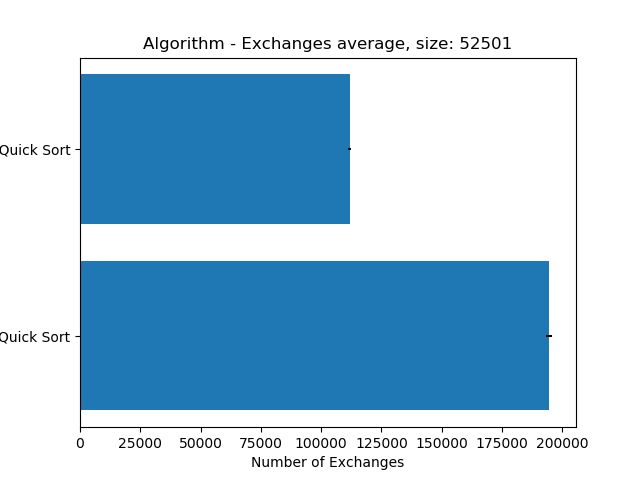 Algorithm - Exchanges average, size: 52501
Quick Sort
Quick Sort
0 25000 50000 75000 100000 125000 150000 175000 200000
Number of Exchanges